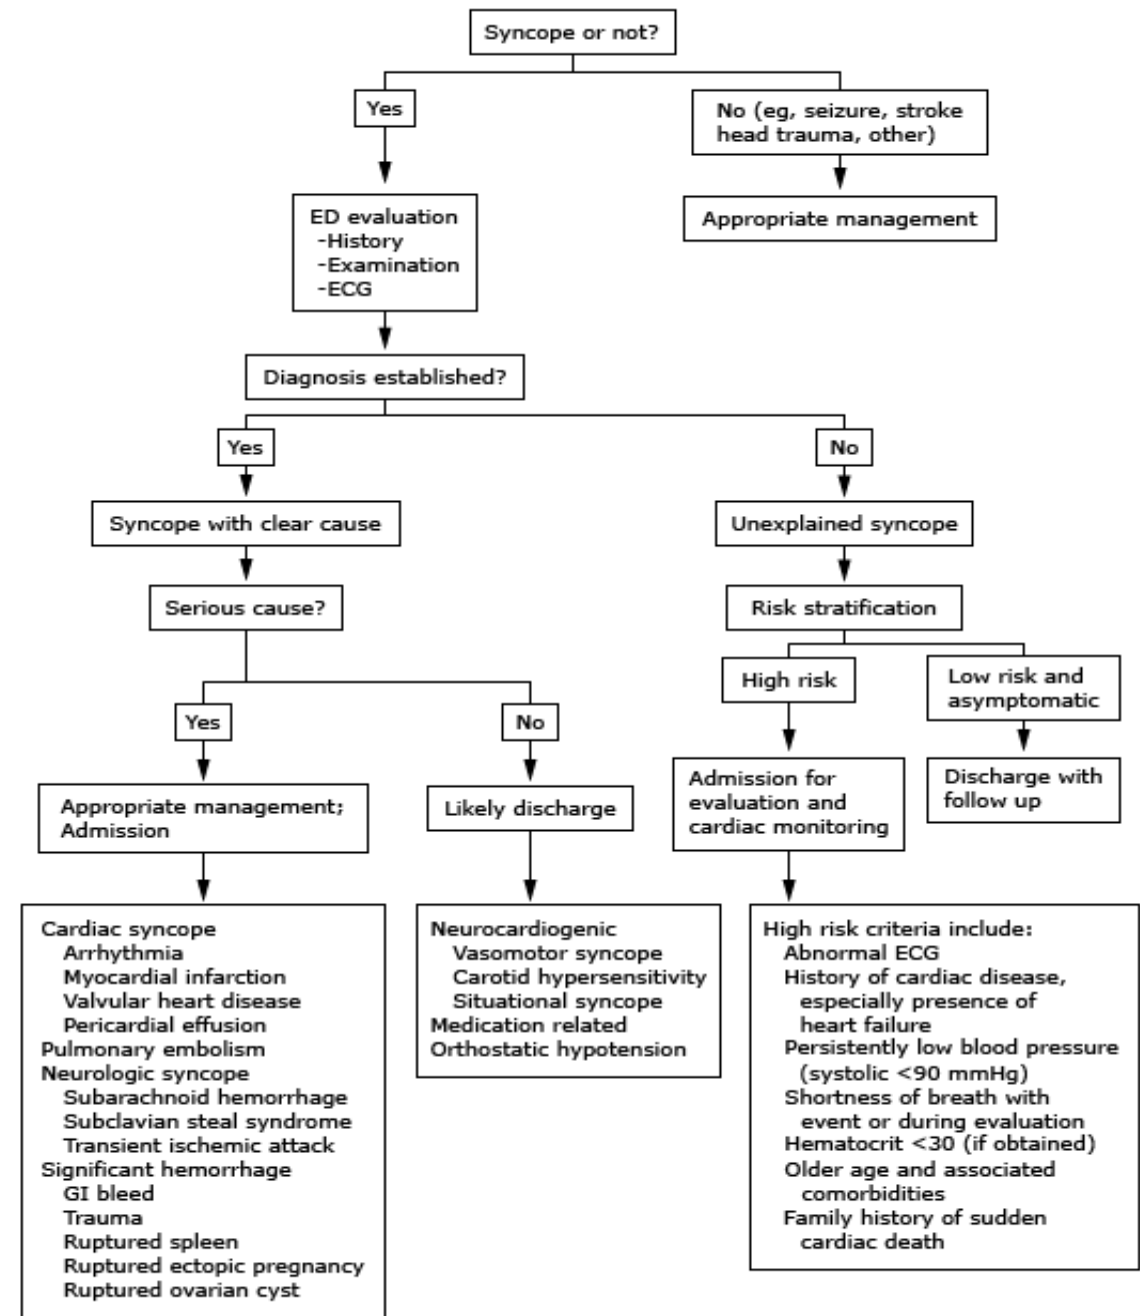 Syncope or not?
Yes
No (eg, seizure, stroke
head trauma, other)
ED evaluation
-History
-Examination
-ECG
Appropriate management
Diagnosis established?
Yes
No
Syncope with clear cause
Unexplained syncope
Serious cause?
Risk stratification
High risk
Low risk and
asymptomatic
Yes
No
Appropriate management;
Admission
Likely discharge
Admission for
evaluation and
cardiac monitoring
Discharge with
follow up
Cardiac syncope
Arrhythmia
Myocardial infarction
Valvular heart disease
Pericardial effusion
Pulmonary embolism
Neurologic syncope
Subarachnoid hemorrhage
Subclavian steal syndrome
Transient ischemic attack
Significant hemorrhage
GI bleed
Trauma
Ruptured spleen
Ruptured ectopic pregnancy
Ruptured ovarian cyst
Neurocardiogenic
Vasomotor syncope
Carotid hypersensitivity
Situational syncope
Medication related
Orthostatic hypotension
High risk criteria include:
Abnormal ECG
History of cardiac disease,
especially presence of
heart failure
Persistently low blood pressure
(systolic <90 mmHg)
Shortness of breath with
event or during evaluation
Hematocrit <30 (if obtained)
Older age and associated
comorbidities
Family history of sudden
cardiac death